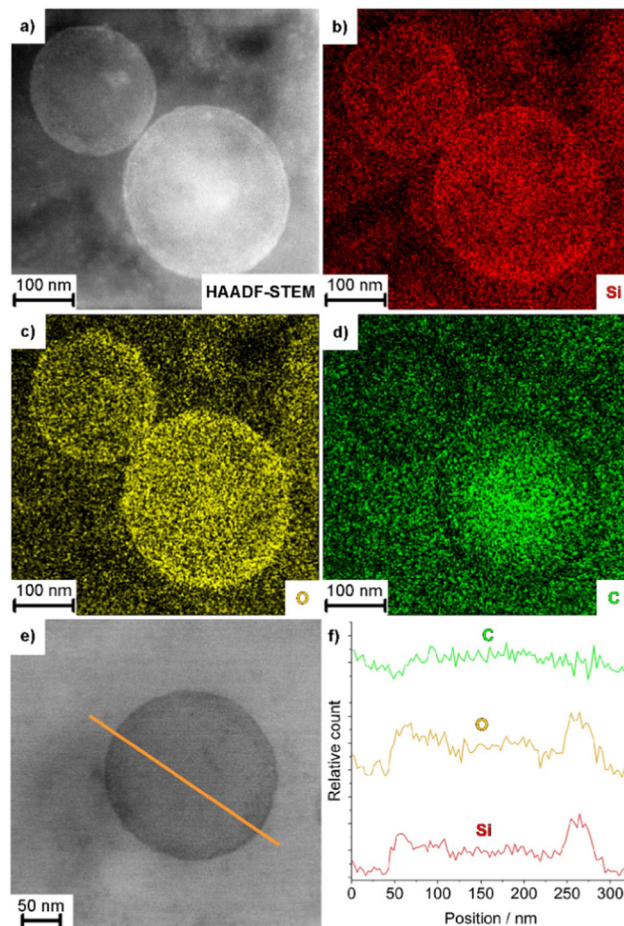 a)
100 nm
HAADF-STEM
b)
100 nm
Si
c)
100 nm
O
d)
100 nm
C
e)
50 nm
f)
C
O
Si
Relative count
0 50 100 150 200 250 300
Position / nm